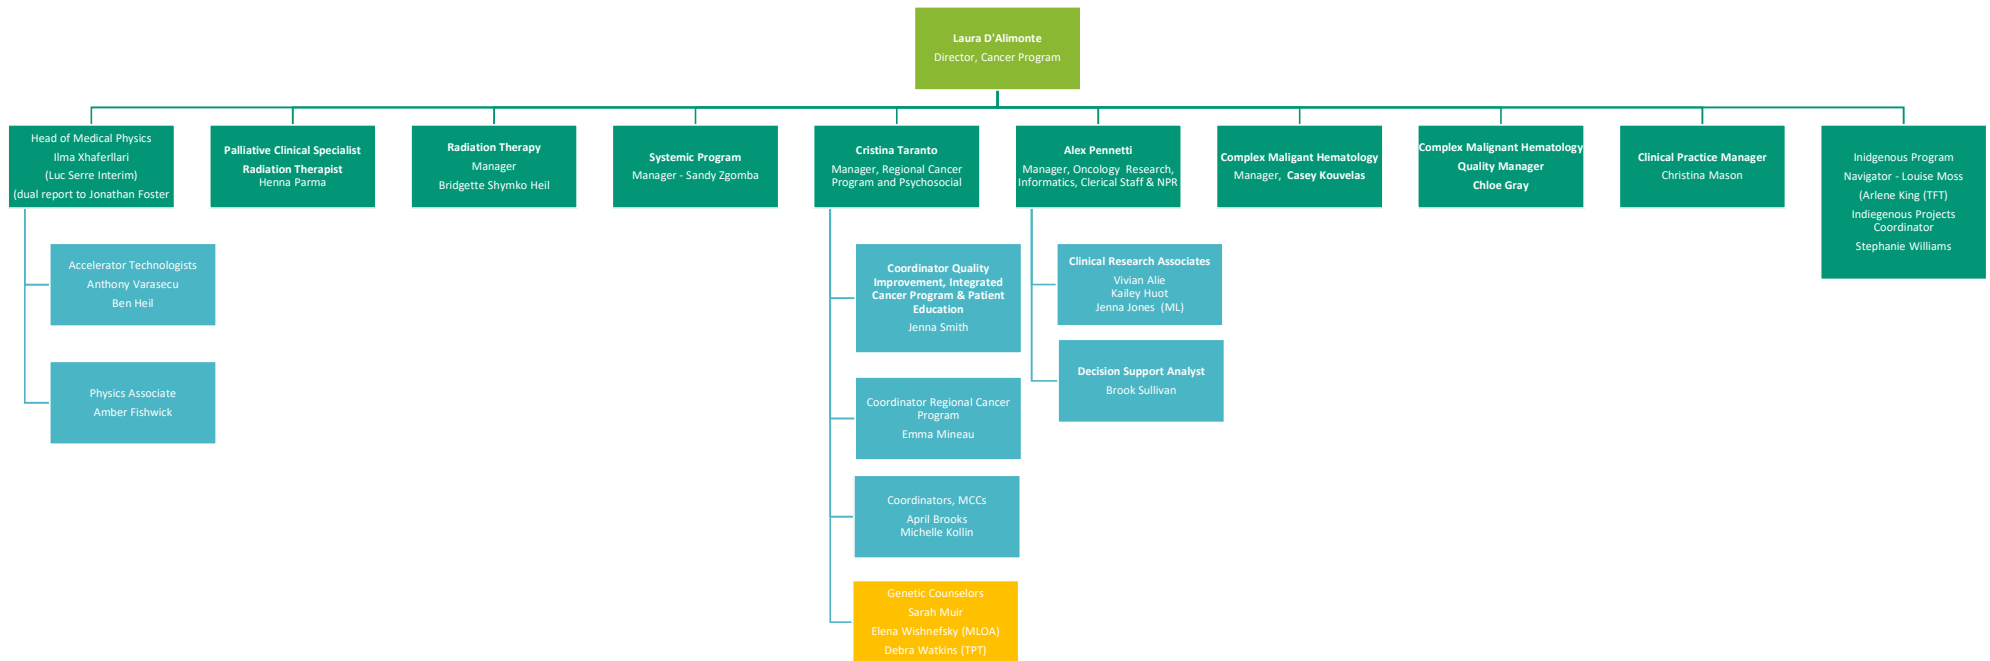 Laura D'Alimonte
Director, Cancer Program
Head of Medical Physics
Ilma Xhaferllari
(Luc Serre Interim)
(dual report to Jonathan Foster
Palliative Clinical Specialist
Radiation Therapist
Henna Parma
Radiation Therapy
Manager
Bridgette Shymko Heil
Systemic Program
Manager - Sandy Zgomba
Cristina Taranto
Manager, Regional Cancer
Program and Psychosocial
Alex Pennetti
Manager, Oncology Research,
Informatics, Clerical Staff & NPR
Complex Maligant Hematology
Manager, Casey Kouvelas
Complex Malignant Hematology
Quality Manager
Chloe Gray
Clinical Practice Manager
Christina Mason
Inidgenous Program
Navigator - Louise Moss
(Arlene King (TFT)
Indiegenous Projects
Coordinator
Stephanie Williams
Accelerator Technologists
Anthony Varasecu
Ben Heil
Physics Associate
Amber Fishwick
Coordinator Quality
Improvement, Integrated
Cancer Program & Patient
Education
Jenna Smith
Coordinator Regional Cancer
Program
Emma Mineau
Coordinators, MCCs
April Brooks
Michelle Kollin
Genetic Counselors
Sarah Muir
Elena Wishnefsky (MLOA)
Debra Watkins (TPT)
Clinical Research Associates
Vivian Alie
Kailey Huot
Jenna Jones (ML)
Decision Support Analyst
Brook Sullivan